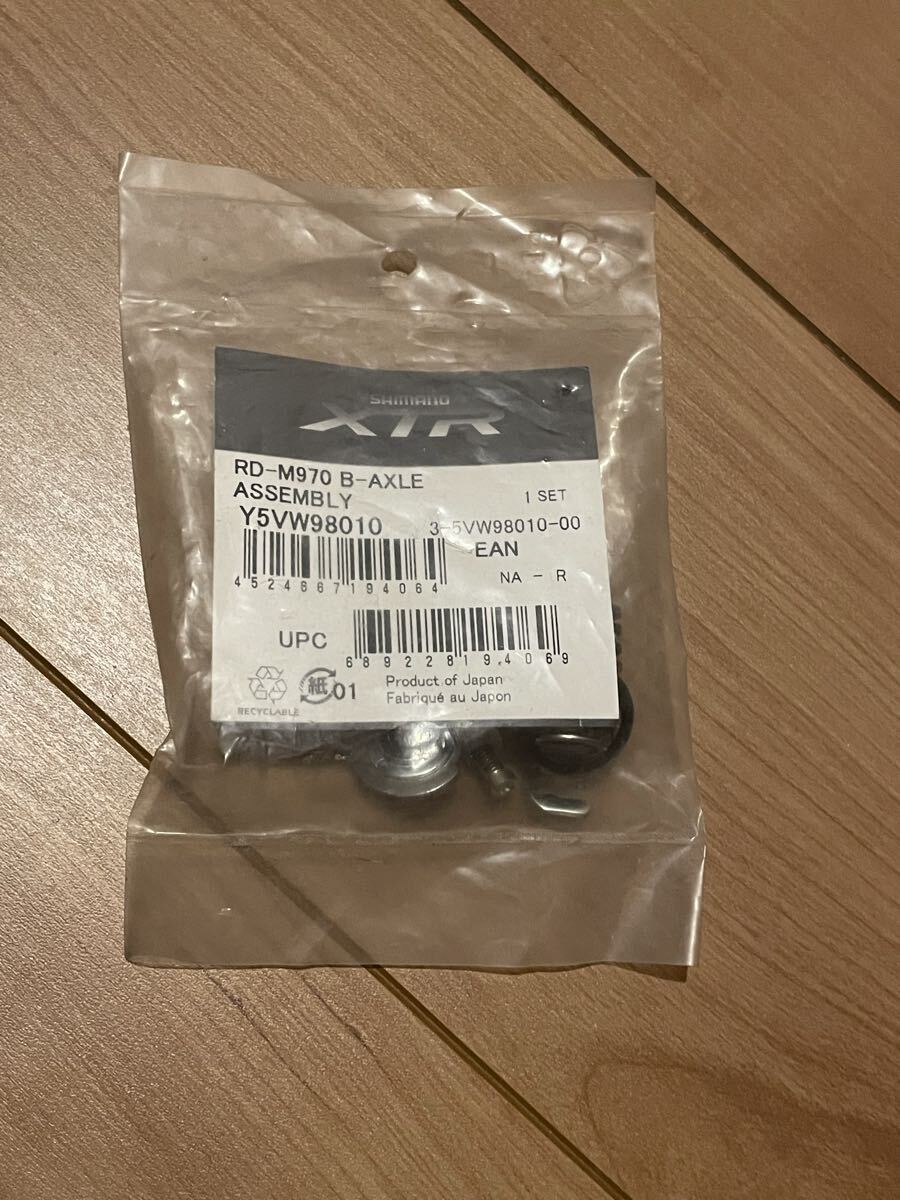 SHIMANO
XTR
RD-M970 B-AXLE
ASSEMBLY
1 SET
Y5VW98010
3-5VW98010-00
EAN
4524667194064
NA - R
UPC
689228194069
Product of Japan
Fabriqué au Japon
紙
01
RECYCLABLE